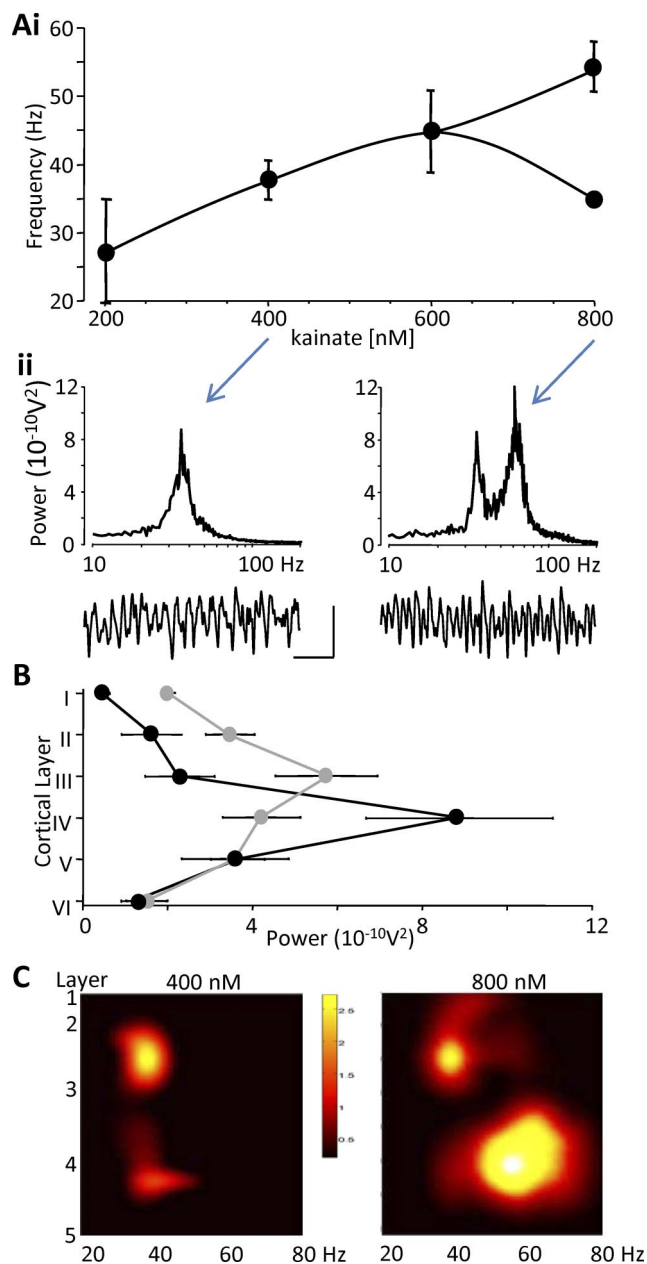 Ai
Frequency (Hz)
60
50
40
30
20
200 400 600 800
kainate [nM]
ii
Power (10⁻¹⁰V²)
12
8
4
0
10 100 Hz
12
8
4
0
10 100 Hz
B
Cortical Layer
I
II
III
IV
V
VI
0 4 8 12
Power (10⁻¹⁰V²)
C
Layer 400 nM 800 nM
1
2
3
4
5
2.5
2
1.5
1
0.5
20 40 60 80 Hz
20 40 60 80 Hz